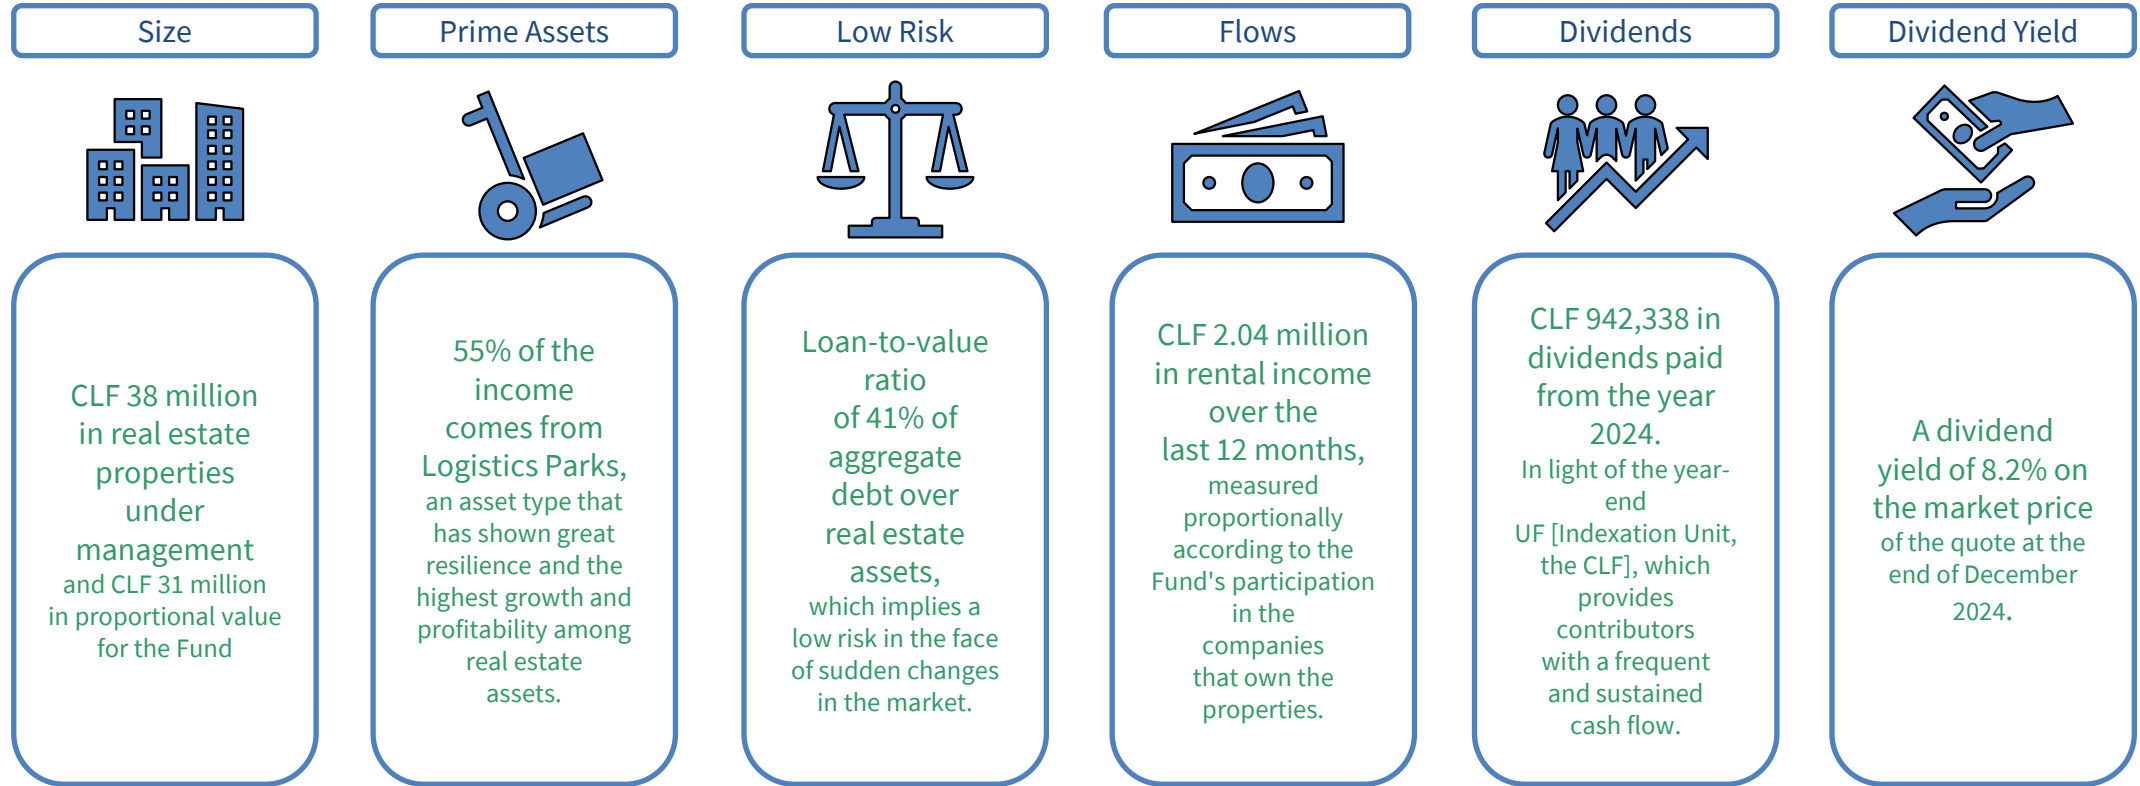 Size
CLF 38 million
in real estate
properties
under
management
and CLF 31 million
in proportional value
for the Fund
Prime Assets
55% of the
income
comes from
Logistics Parks,
an asset type that
has shown great
resilience and the
highest growth and
profitability among
real estate
assets.
Low Risk
Loan-to-value
ratio
of 41% of
aggregate
debt over
real estate
assets,
which implies a
low risk in the face
of sudden changes
in the market.
Flows
CLF 2.04 million
in rental income
over the
last 12 months,
measured
proportionally
according to the
Fund's participation
in the
companies
that own the
properties.
Dividends
CLF 942,338 in
dividends paid
from the year
2024.
In light of the year-
end
UF [Indexation Unit,
the CLF], which
provides
contributors
with a frequent
and sustained
cash flow.
Dividend Yield
A dividend
yield of 8.2% on
the market price
of the quote at the
end of December
2024.